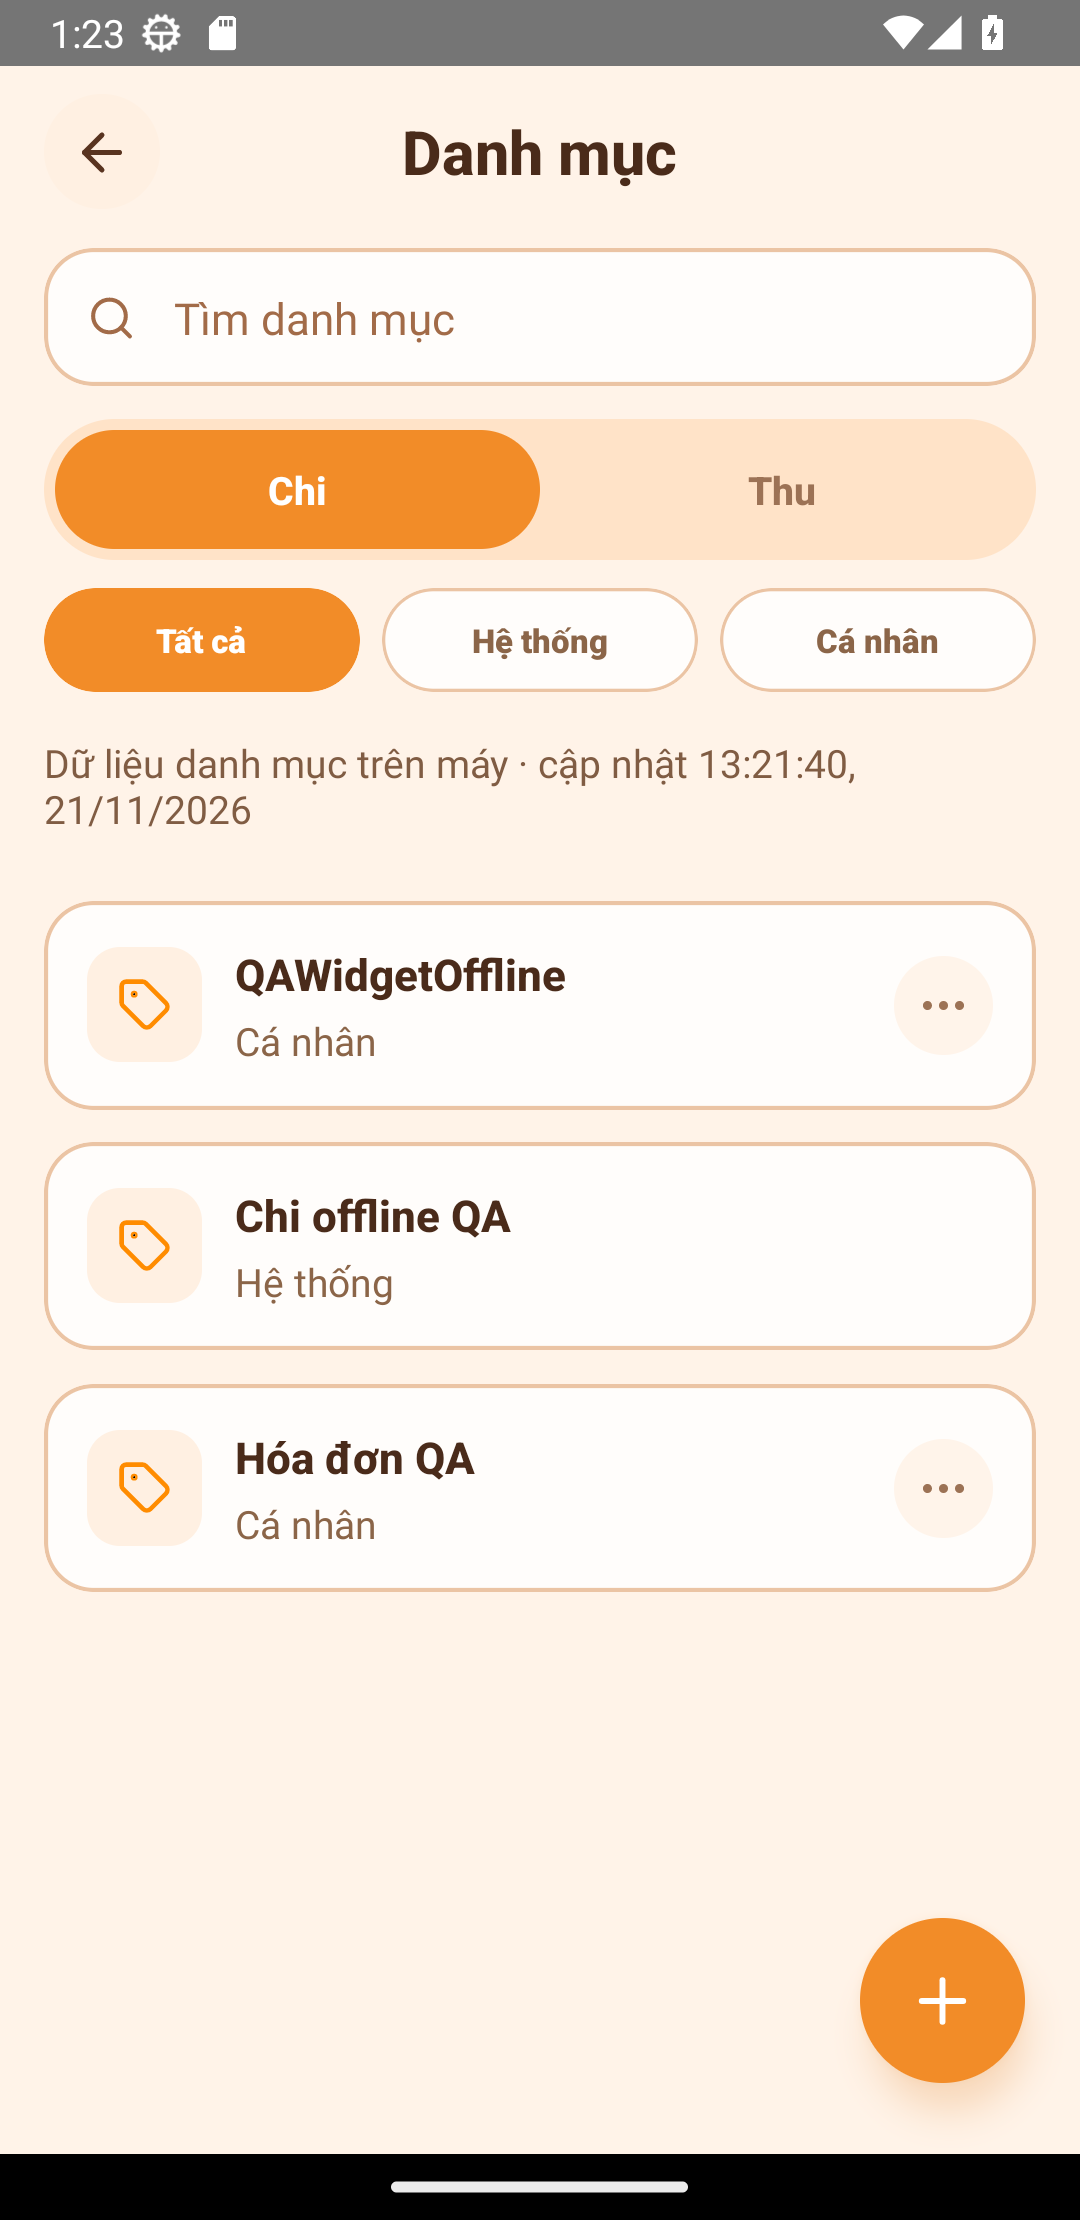 1:23
Danh mục
Tìm danh mục
Chi
Thu
Tất cả
Hệ thống
Cá nhân
Dữ liệu danh mục trên máy · cập nhật 13:21:40,
21/11/2026
QAWidgetOffline
Cá nhân
Chi offline QA
Hệ thống
Hóa đơn QA
Cá nhân